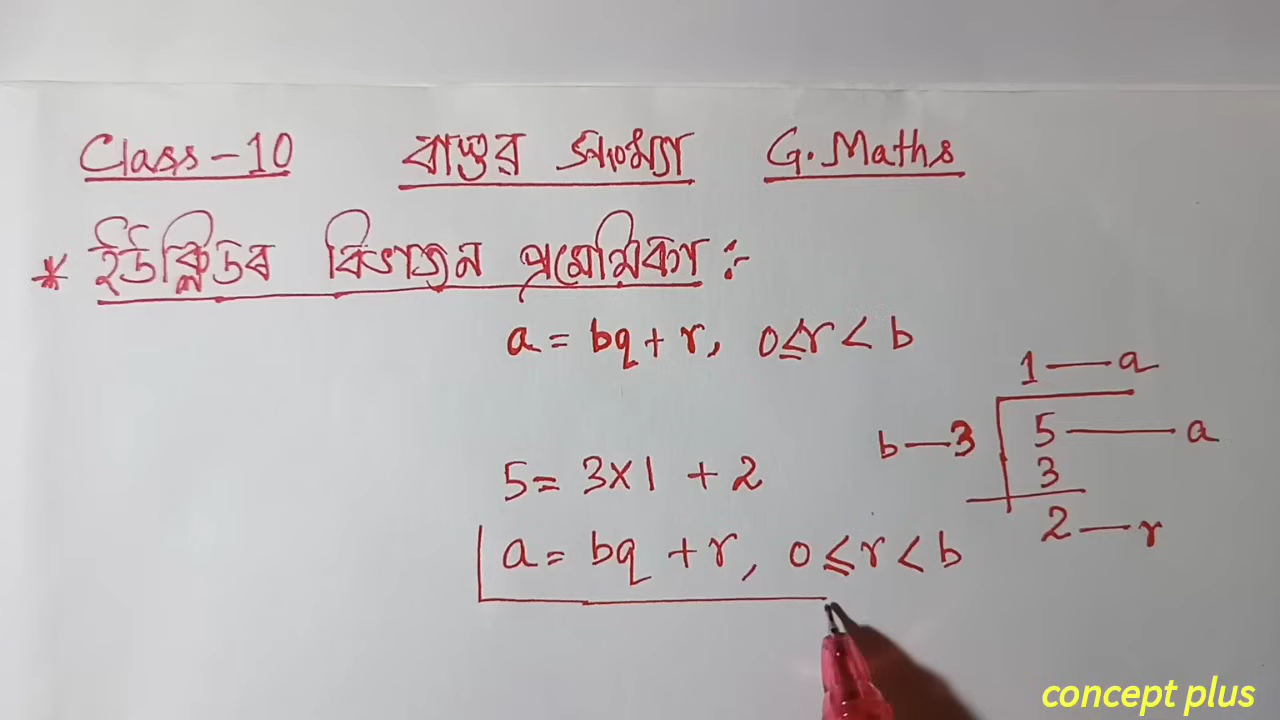 Class-10 বাস্তৱ সংখ্যা G. Maths
* ইউক্লিডৰ বিভাজন প্ৰমেয়িকা :-
a = bq + r, 0 ≤ r < b
1 — a
b — 3 5 — a
3
5 = 3×1 + 2
2 — r
a = bq + r, 0 ≤ r < b
concept plus